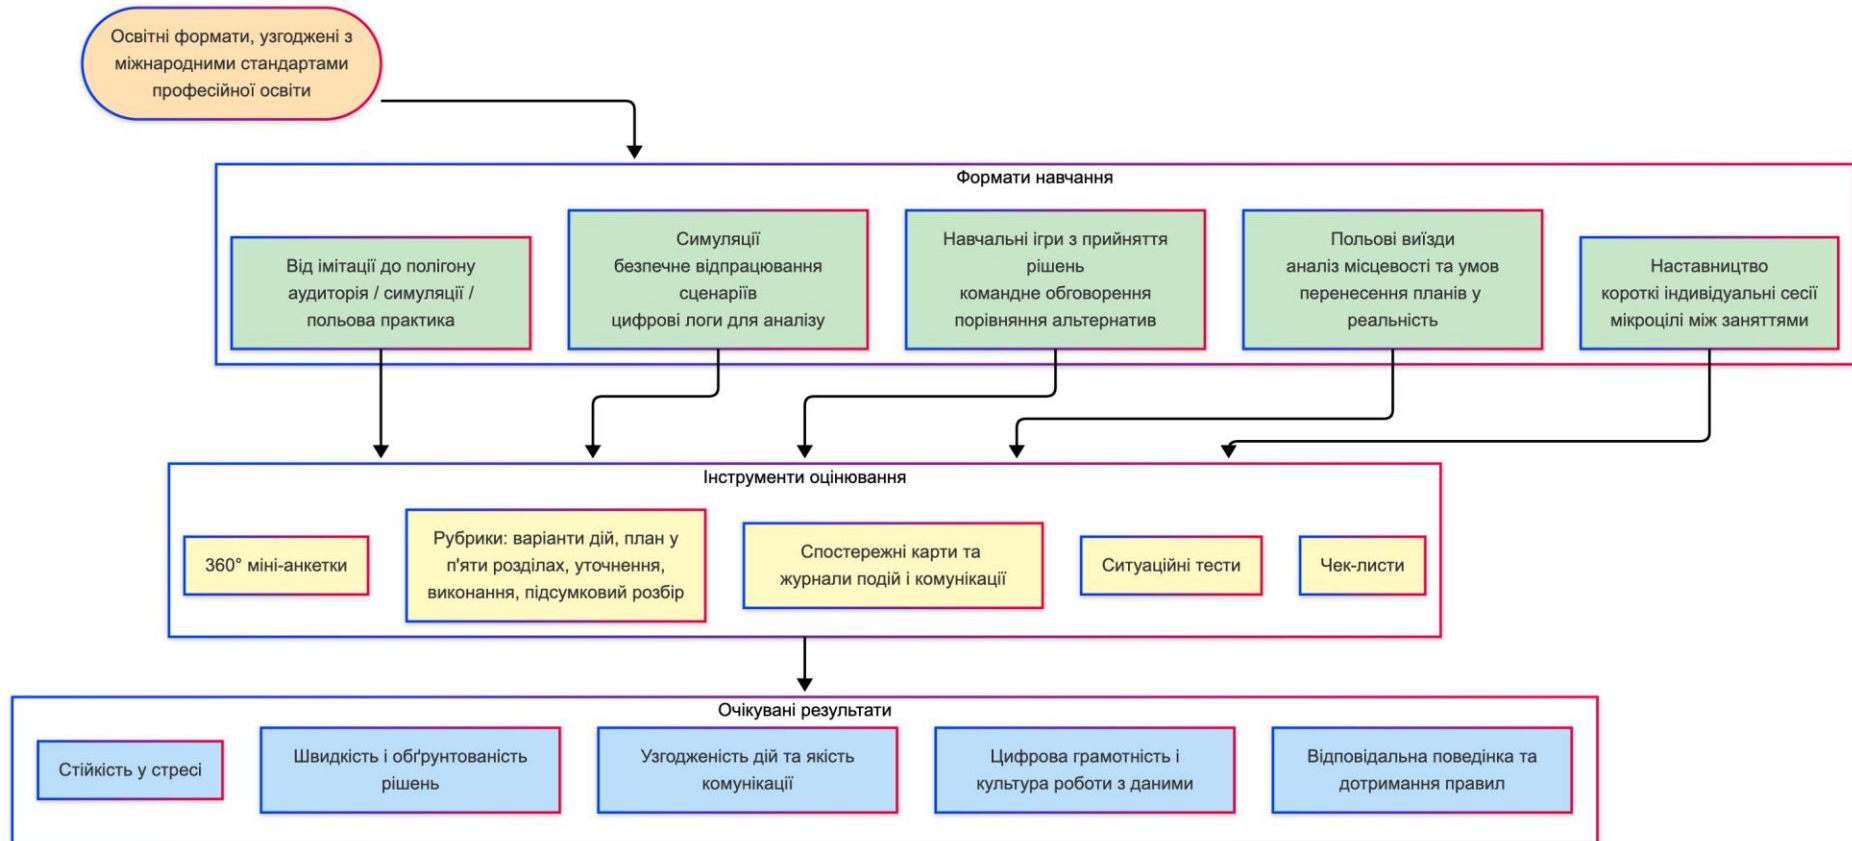 Освітні формати, узгоджені з
міжнародними стандартами
професійної освіти
Формати навчання
Від імітації до полігону
аудиторія / симуляції /
польова практика
Симуляції
безпечне відпрацювання
сценаріїв
цифрові логи для аналізу
Навчальні ігри з прийняття
рішень
командне обговорення
порівняння альтернатив
Польові виїзди
аналіз місцевості та умов
перенесення планів у
реальність
Наставництво
короткі індивідуальні сесії
мікроцілі між заняттями
Інструменти оцінювання
360° міні-анкетки
Рубрики: варіанти дій, план у
п'яти розділах, уточнення,
виконання, підсумковий розбір
Спостережні карти та
журнали подій і комунікації
Ситуаційні тести
Чек-листи
Очікувані результати
Стійкість у стресі
Швидкість і обґрунтованість
рішень
Узгодженість дій та якість
комунікації
Цифрова грамотність і
культура роботи з даними
Відповідальна поведінка та
дотримання правил